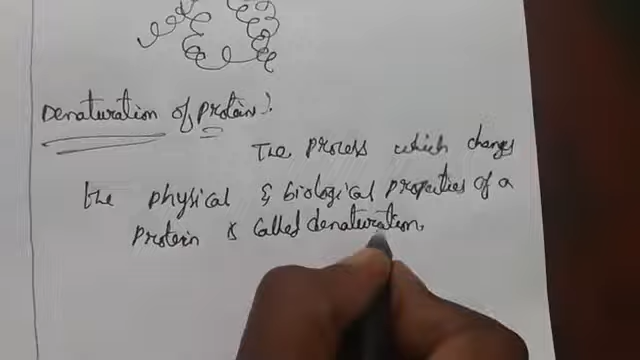 Denaturation of protein:
The process which changes
the physical & biological properties of a
protein is called denaturation.